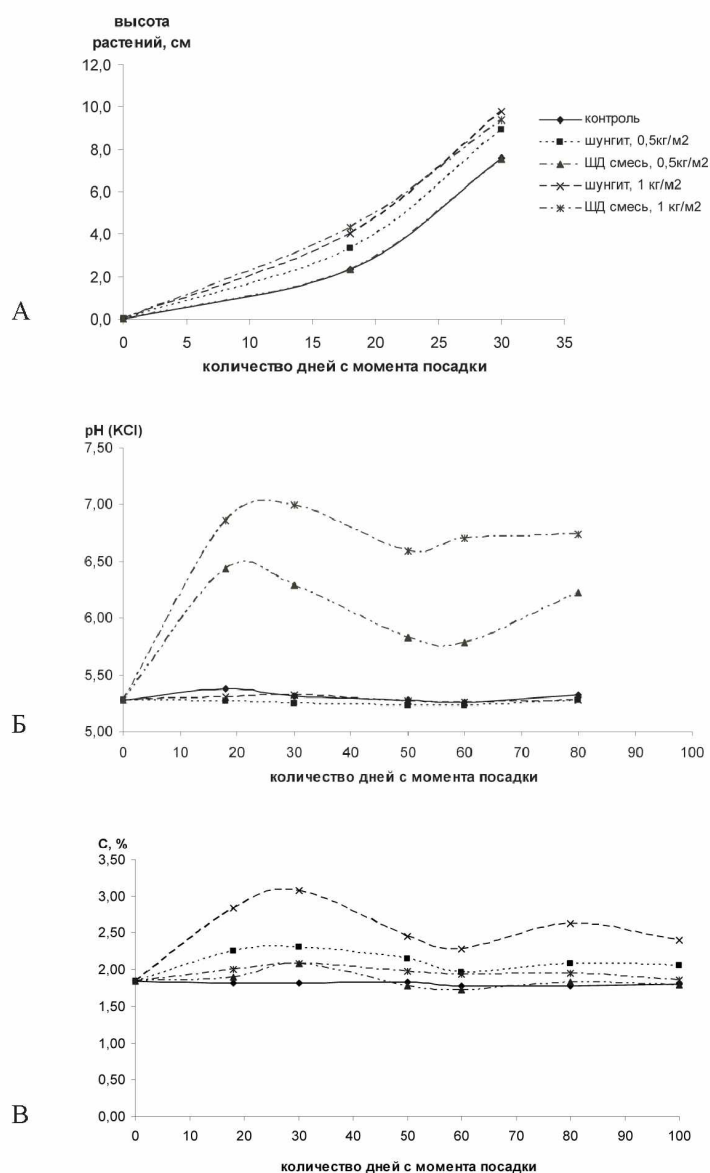 высота
растений, см
12,0
10,0
8,0
6,0
4,0
2,0
0,0
0 5 10 15 20 25 30 35
количество дней с момента посадки
контроль
шунгит, 0,5кг/м2
ЩД смесь, 0,5кг/м2
шунгит, 1 кг/м2
ЩД смесь, 1 кг/м2
А
pH (KCl)
7,50
7,00
6,50
6,00
5,50
5,00
0 10 20 30 40 50 60 70 80 90 100
количество дней с момента посадки
Б
С, %
3,50
3,00
2,50
2,00
1,50
1,00
0,50
0,00
0 10 20 30 40 50 60 70 80 90 100
количество дней с момента посадки
В